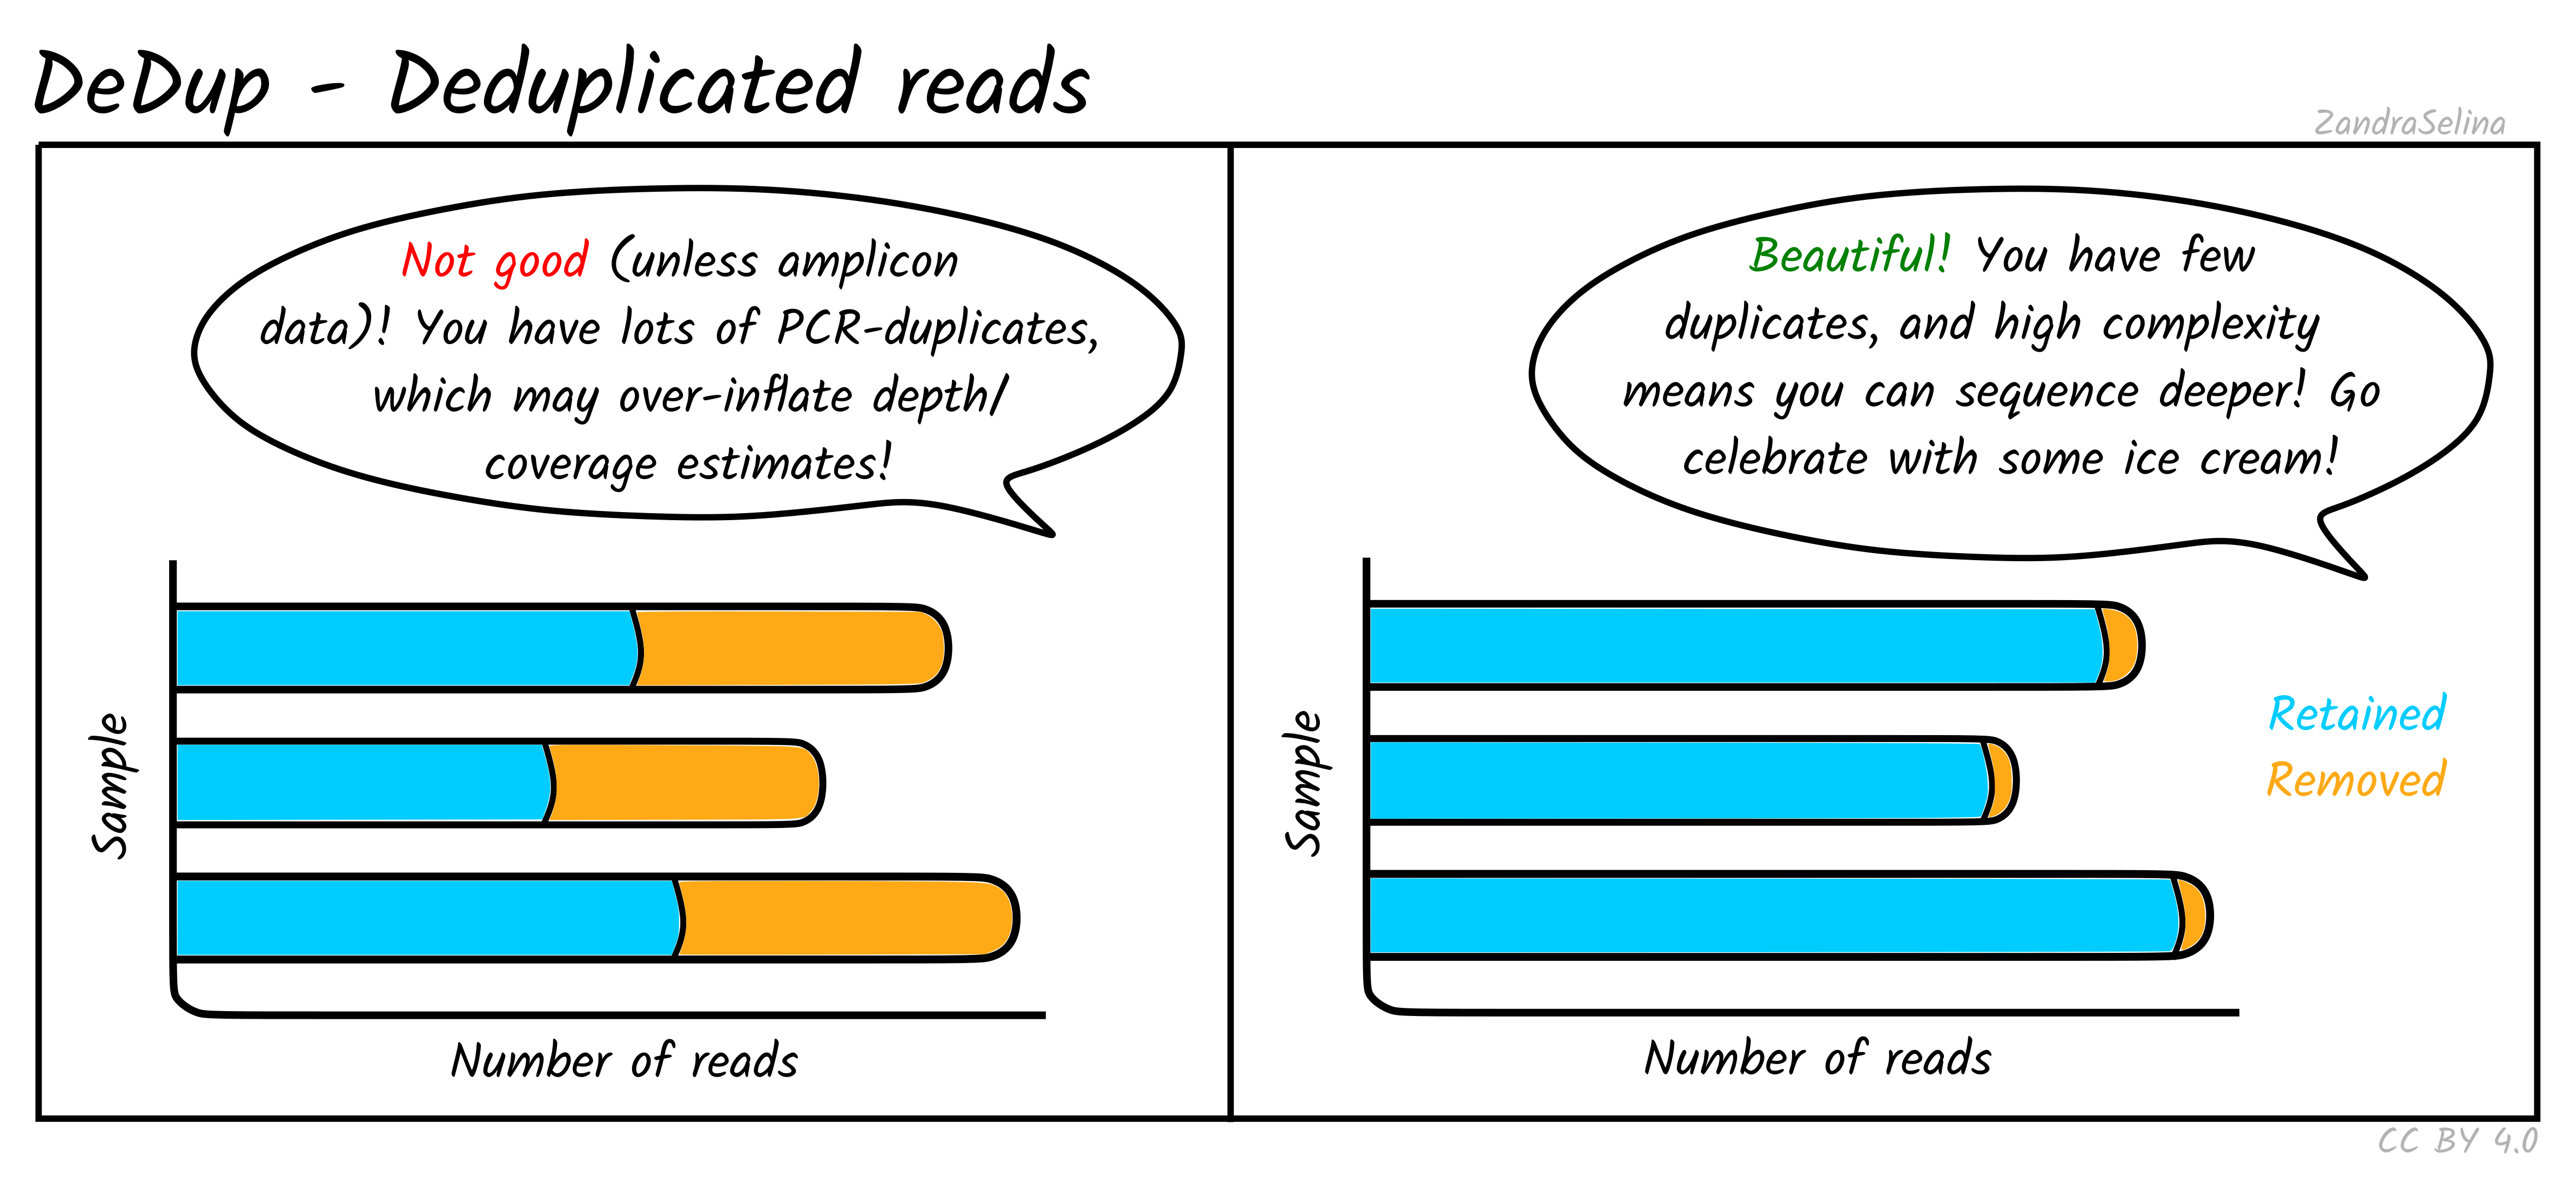 DeDup - Deduplicated reads
ZandraSelina
Not good (unless amplicon
data)! You have lots of PCR-duplicates,
which may over-inflate depth/
coverage estimates!
Sample
Number of reads
Beautiful! You have few
duplicates, and high complexity
means you can sequence deeper! Go
celebrate with some ice cream!
Sample
Retained
Removed
Number of reads
CC BY 4.0